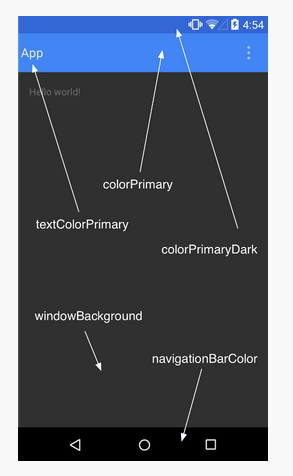 4:54
App
Hello world!
colorPrimary
textColorPrimary
colorPrimaryDark
windowBackground
navigationBarColor